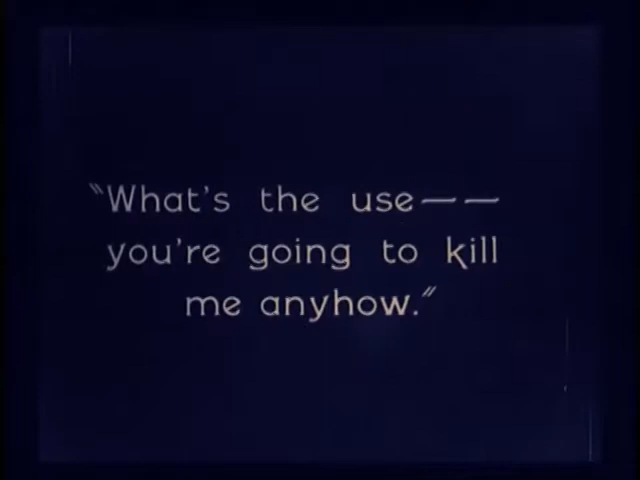 "What's the use——
you're going to kill
me anyhow."